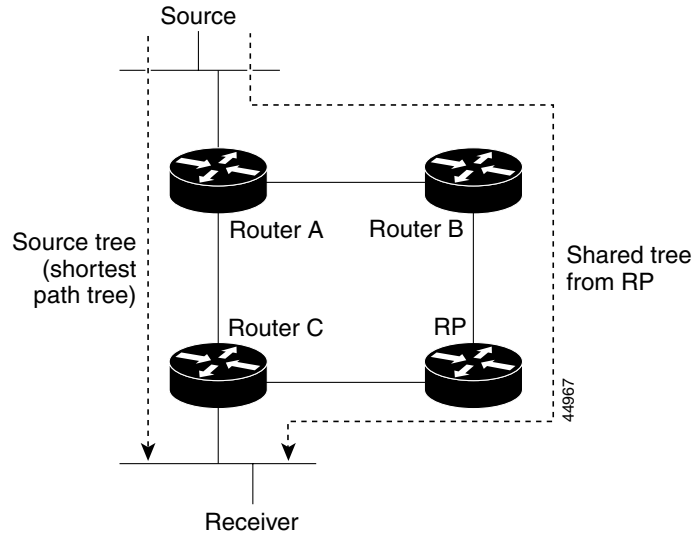 Source
Router A
Router B
Source tree
(shortest
path tree)
Shared tree
from RP
Router C
RP
44967
Receiver